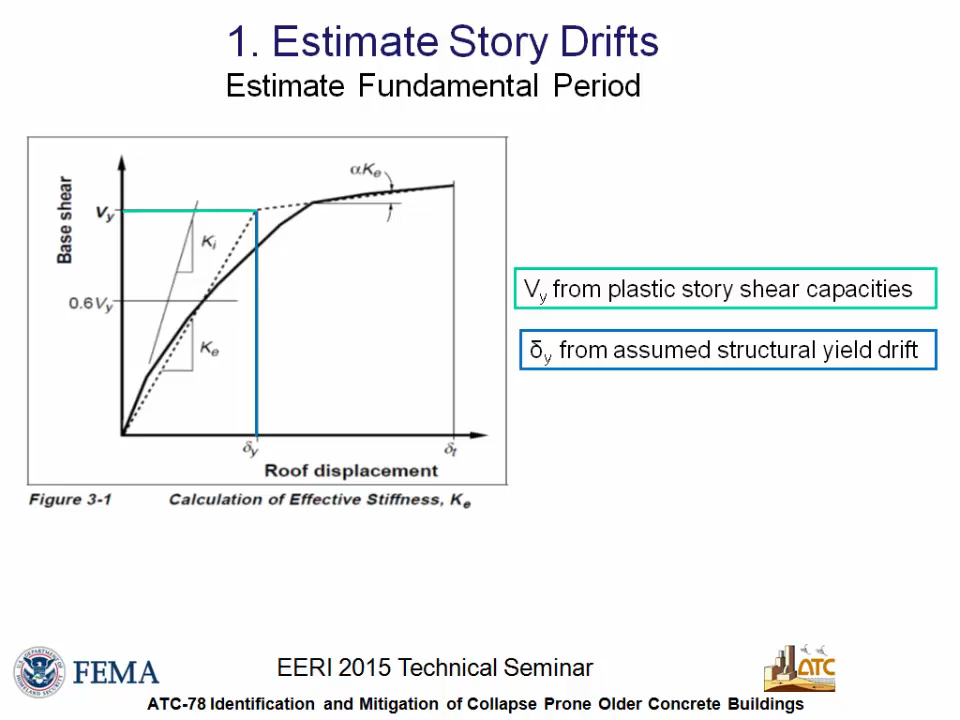 1. Estimate Story Drifts
Estimate Fundamental Period
Base shear
Vy
0.6Vy
Ki
Ke
αKe
δy
δt
Roof displacement
Figure 3-1 Calculation of Effective Stiffness, Ke
Vy from plastic story shear capacities
δy from assumed structural yield drift
FEMA
EERI 2015 Technical Seminar
ATC
ATC-78 Identification and Mitigation of Collapse Prone Older Concrete Buildings